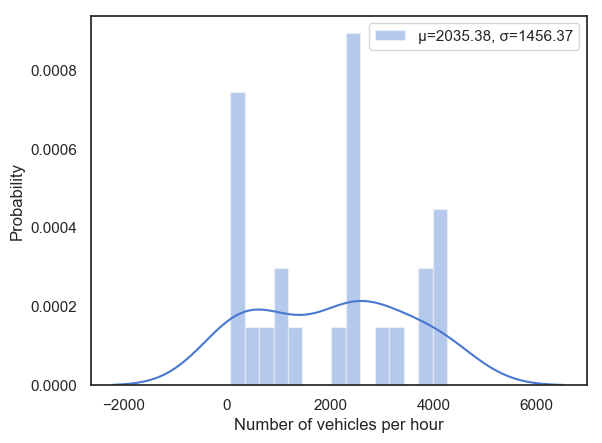 μ=2035.38, σ=1456.37
0.0008
0.0006
0.0004
0.0002
0.0000
Probability
−2000 0 2000 4000 6000
Number of vehicles per hour